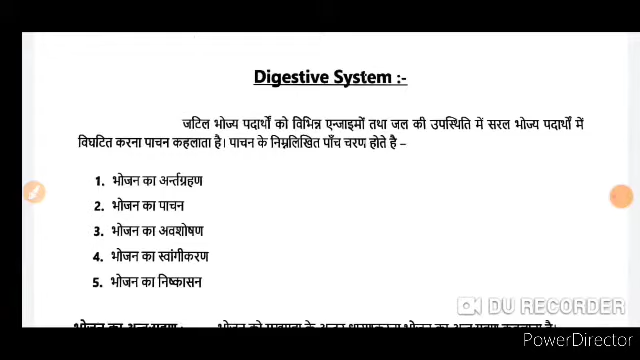 Digestive System :-
जटिल भोज्य पदार्थों को विभिन्न एन्जाइमों तथा जल की उपस्थिति में सरल भोज्य पदार्थों में
विघटित करना पाचन कहलाता है। पाचन के निम्नलिखित पाँच चरण होते है –
1. भोजन का अर्न्तग्रहण
2. भोजन का पाचन
3. भोजन का अवशोषण
4. भोजन का स्वांगीकरण
5. भोजन का निष्कासन
DU RECORDER
PowerDirector